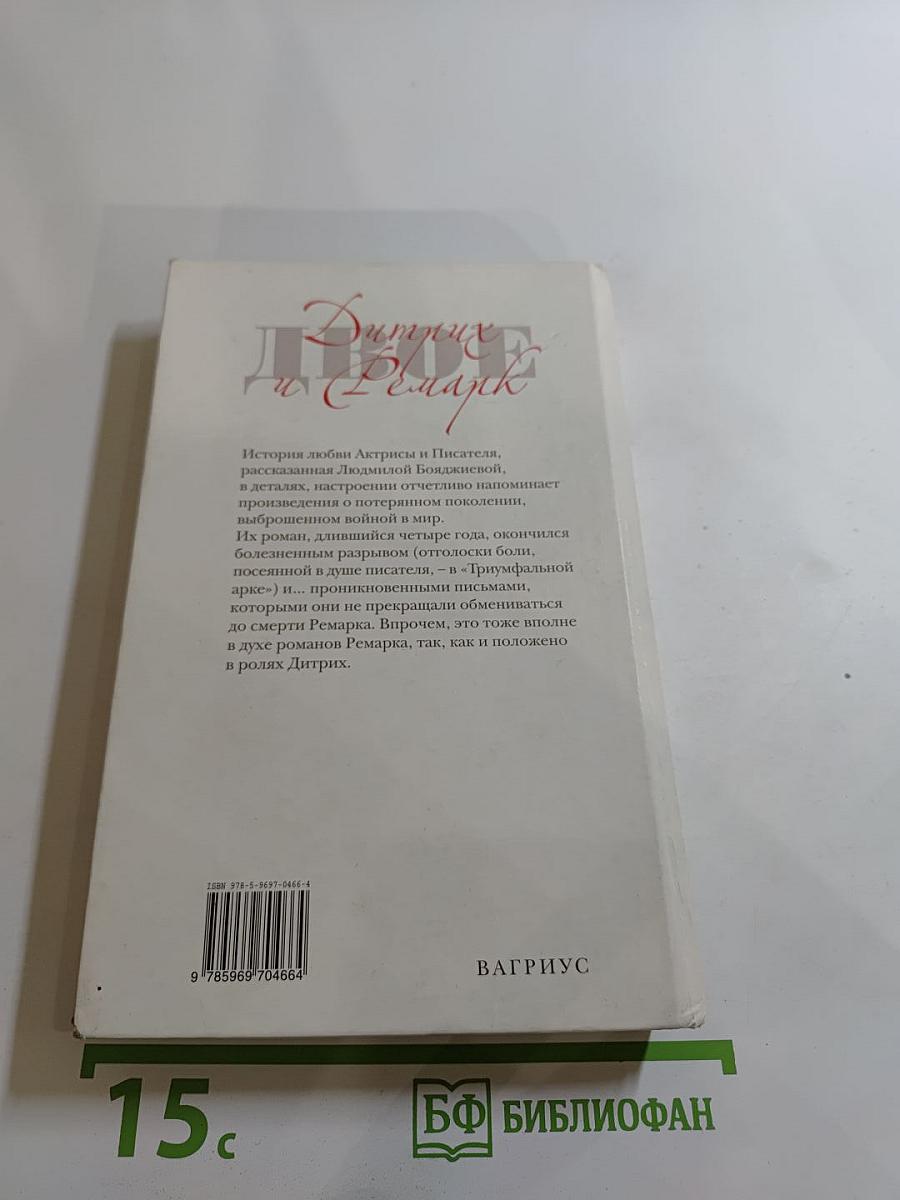 ДВОЕ
Дитрих
и Ремарк
История любви Актрисы и Писателя,
рассказанная Людмилой Бояджиевой,
в деталях, настроении отчетливо напоминает
произведения о потерянном поколении,
выброшенном войной в мир.
Их роман, длившийся четыре года, окончился
болезненным разрывом (отголоски боли,
посеянной в душе писателя, – в «Триумфальной
арке») и... проникновенными письмами,
которыми они не прекращали обмениваться
до смерти Ремарка. Впрочем, это тоже вполне
в духе романов Ремарка, так, как и положено
в ролях Дитрих.
ISBN 978-5-9697-0466-4
9 785969 704664
ВАГРИУС
15 с
БФ БИБЛИОФАН